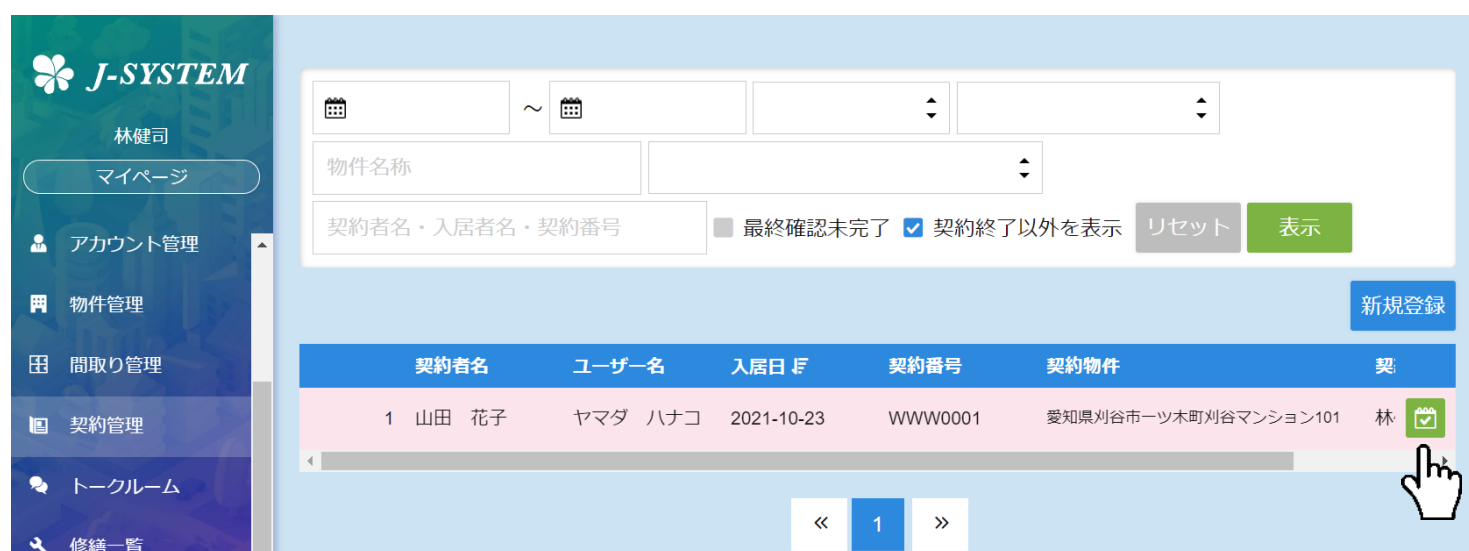 J-SYSTEM
林健司
マイページ
アカウント管理
物件管理
間取り管理
契約管理
トークルーム
修繕一覧
～
物件名称
契約者名・入居者名・契約番号 最終確認未完了 契約終了以外を表示 リセット 表示
新規登録
契約者名 ユーザー名 入居日 契約番号 契約物件 契
1 山田 花子 ヤマダ ハナコ 2021-10-23 WWW0001 愛知県刈谷市一ツ木町刈谷マンション101 林
« 1 »